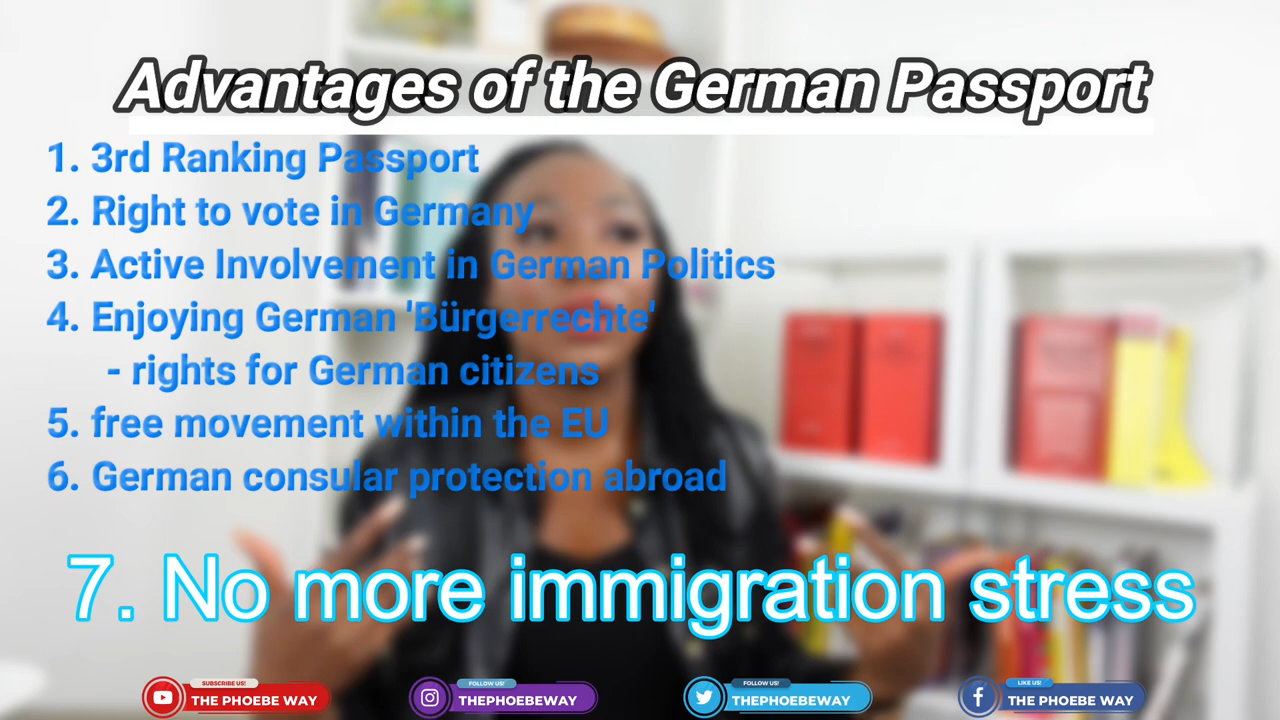 Advantages of the German Passport
1. 3rd Ranking Passport
2. Right to vote in Germany
3. Active Involvement in German Politics
4. Enjoying German 'Bürgerrechte'
- rights for German citizens
5. free movement within the EU
6. German consular protection abroad
7. No more immigration stress
SUBSCRIBE US!
THE PHOEBE WAY
FOLLOW US!
THEPHOEBEWAY
FOLLOW US!
THEPHOEBEWAY
LIKE US!
THE PHOEBE WAY